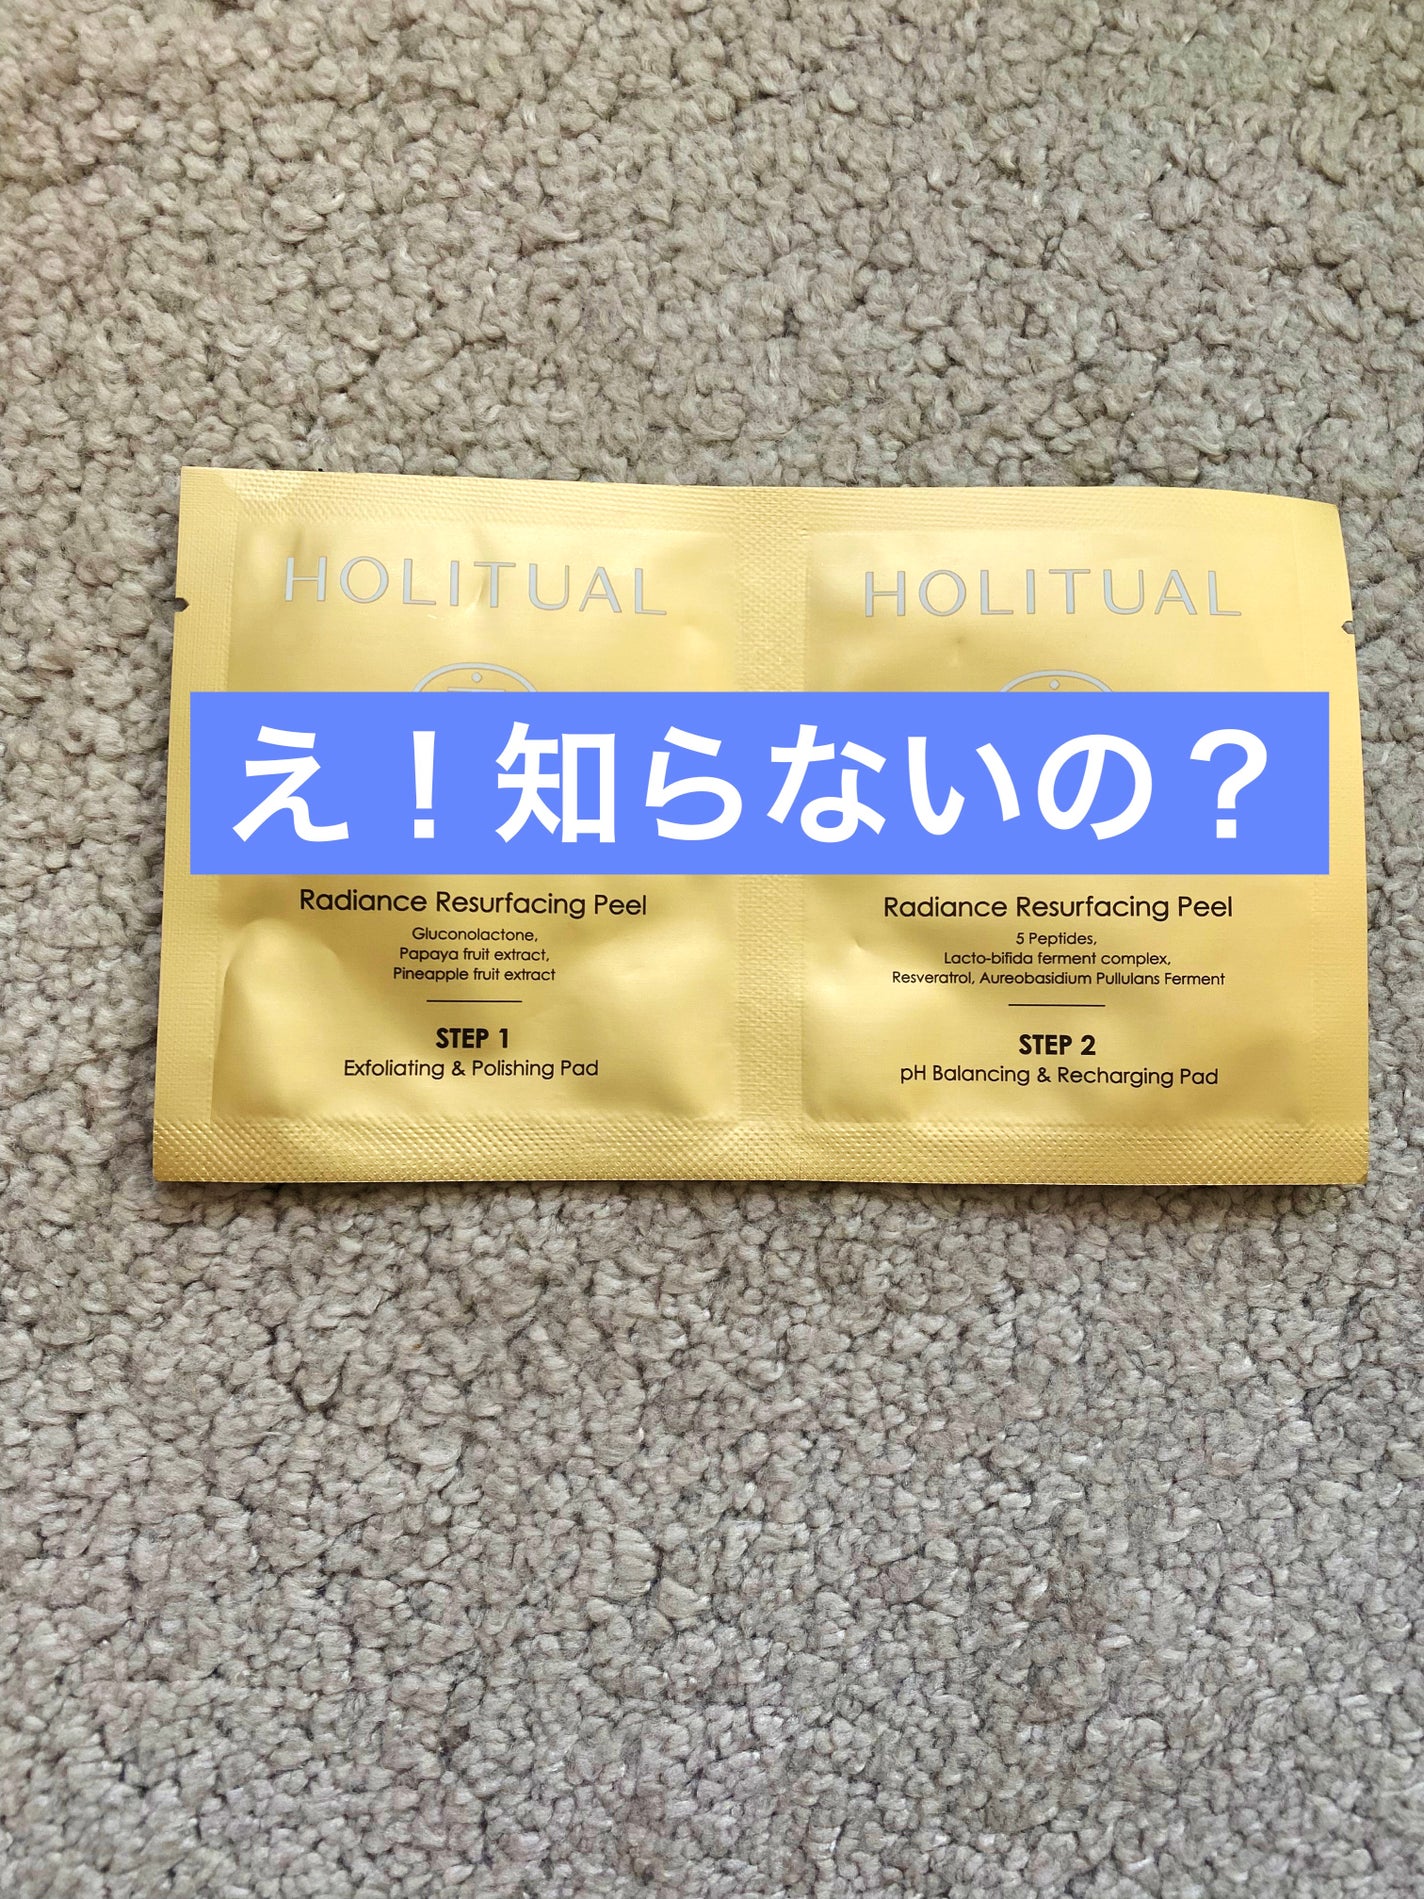 HOLITUAL
HOLITUAL
え！知らないの？
Radiance Resurfacing Peel
Gluconolactone,
Papaya fruit extract,
Pineapple fruit extract
STEP 1
Exfoliating & Polishing Pad
Radiance Resurfacing Peel
5 Peptides,
Lacto-bifida ferment complex,
Resveratrol, Aureobasidium Pullulans Ferment
STEP 2
pH Balancing & Recharging Pad